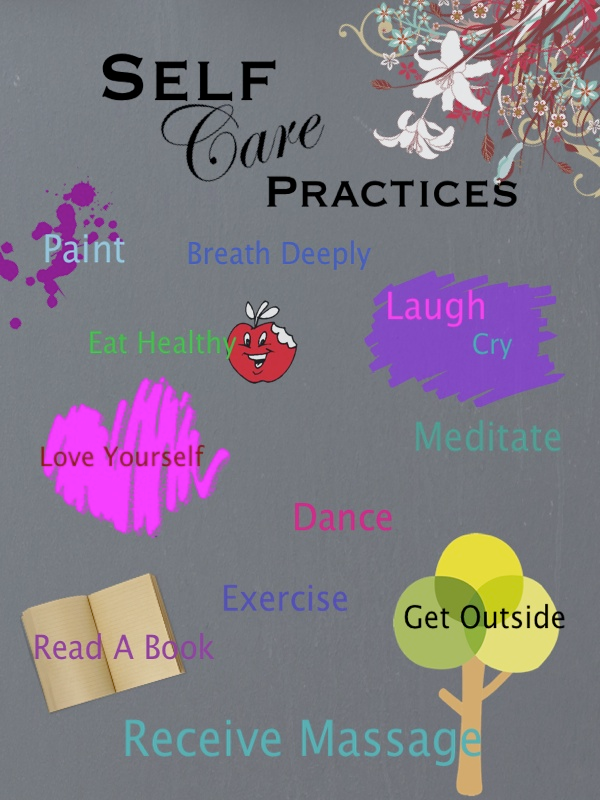 SELF
Care
PRACTICES
Paint
Breath Deeply
Laugh
Eat Healthy
Cry
Meditate
Love Yourself
Dance
Exercise
Get Outside
Read A Book
Receive Massage